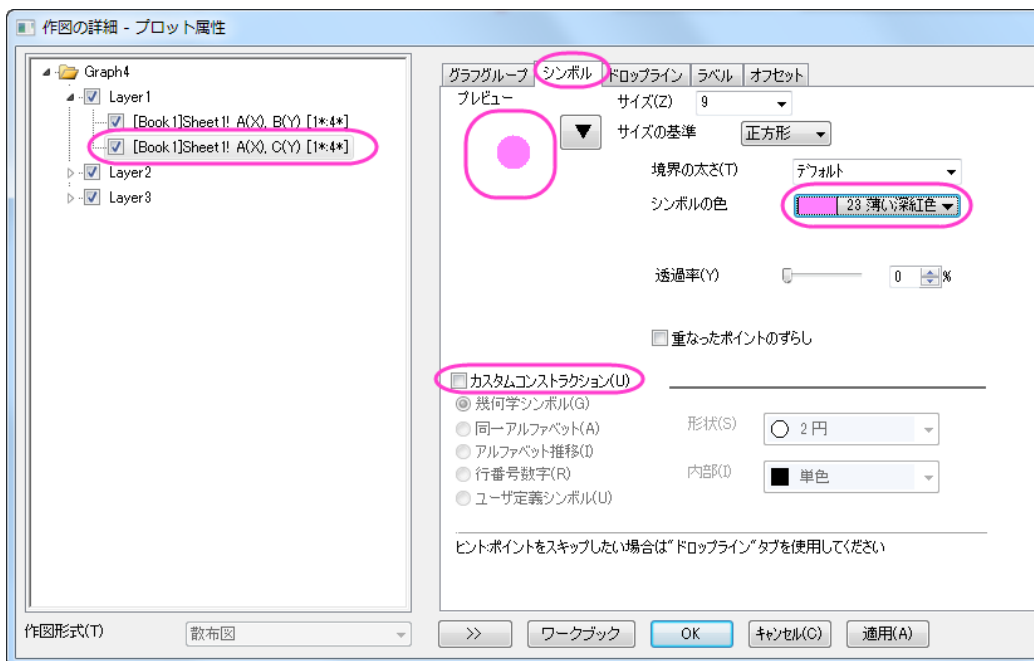 作図の詳細 - プロット属性
Graph4
Layer1
[Book1]Sheet1! A(X), B(Y) [1*:4*]
[Book1]Sheet1! A(X), C(Y) [1*:4*]
Layer2
Layer3
グラフグループ シンボル ドロップライン ラベル オフセット
プレビュー サイズ(Z) 9
サイズの基準 正方形
境界の太さ(T) デフォルト
シンボルの色 23 薄い深紅色
透過率(Y) 0 %
重なったポイントのずらし
カスタムコンストラクション(U)
幾何学シンボル(G)
同一アルファベット(A) 形状(S) 2 円
アルファベット推移(I)
行番号数字(R) 内部(I) 単色
ユーザ定義シンボル(U)
ヒント:ポイントをスキップしたい場合は"ドロップライン"タブを使用してください
作図形式(T) 散布図 >> ワークブック OK キャンセル(C) 適用(A)